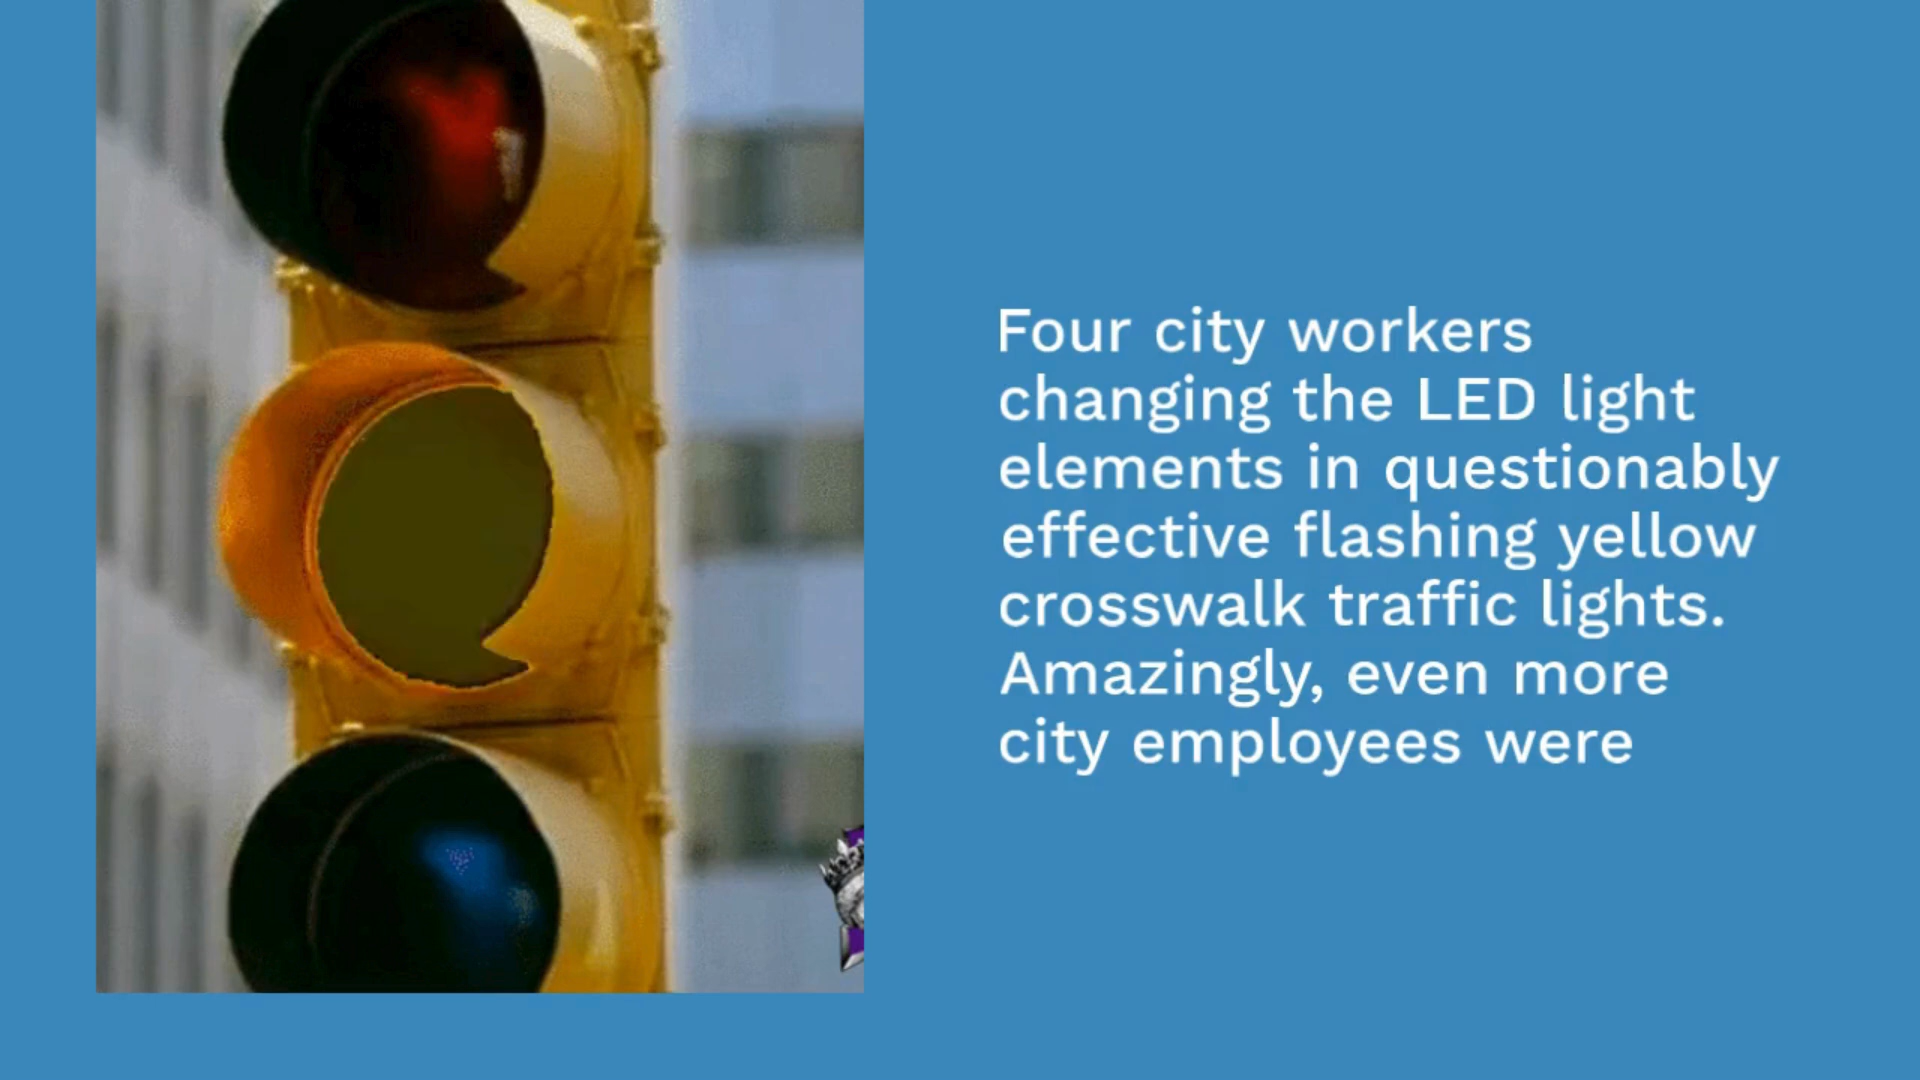 Four city workers
changing the LED light
elements in questionably
effective flashing yellow
crosswalk traffic lights.
Amazingly, even more
city employees were